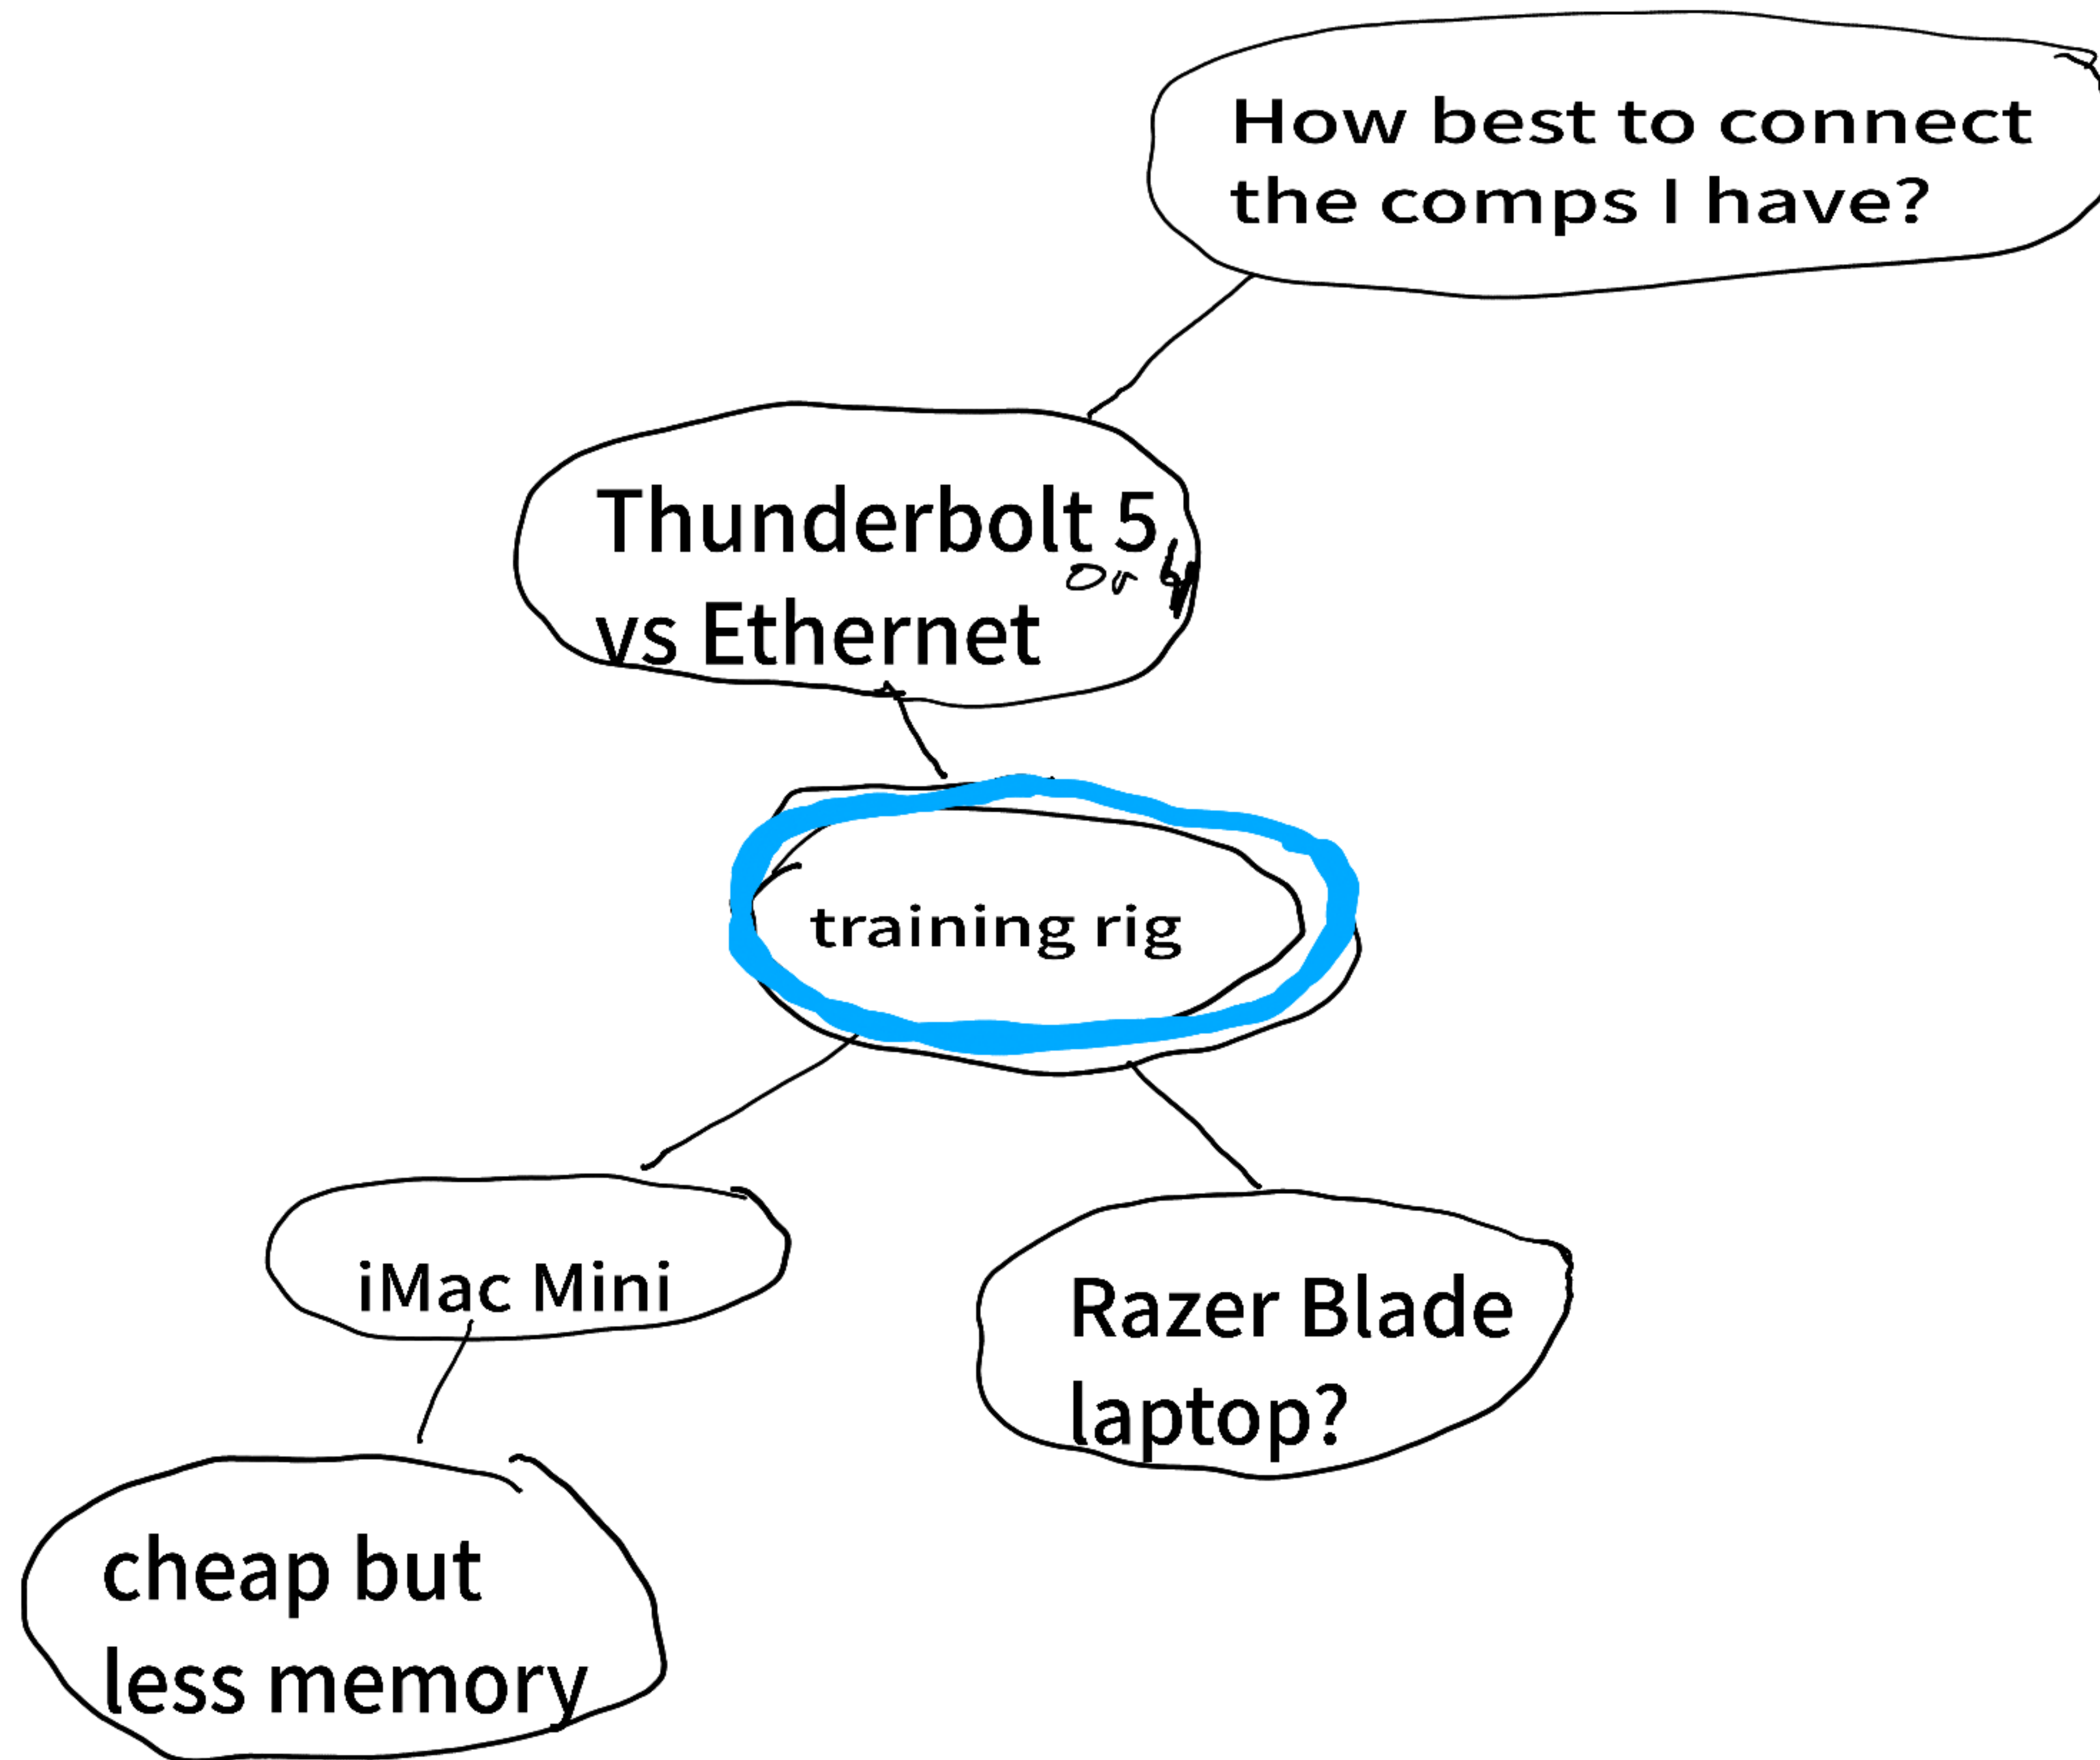 How best to connect
the comps I have?
Thunderbolt 5
or 4
vs Ethernet
training rig
iMac Mini
Razer Blade
laptop?
cheap but
less memory